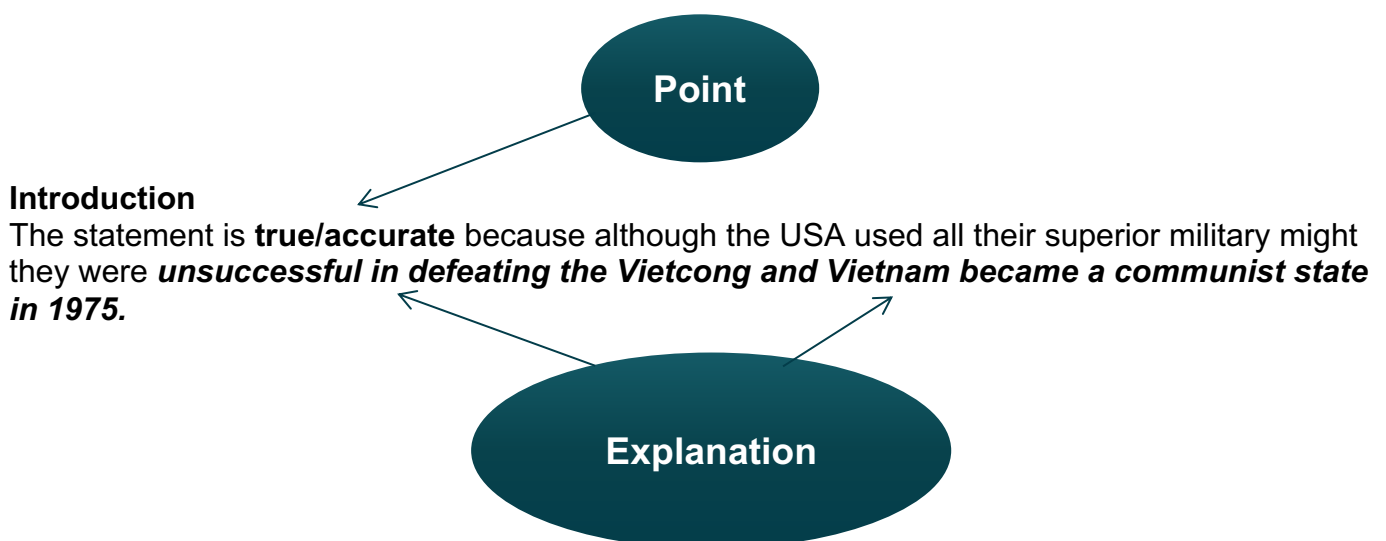 Point
Introduction
The statement is true/accurate because although the USA used all their superior military might
they were unsuccessful in defeating the Vietcong and Vietnam became a communist state
in 1975.
Explanation